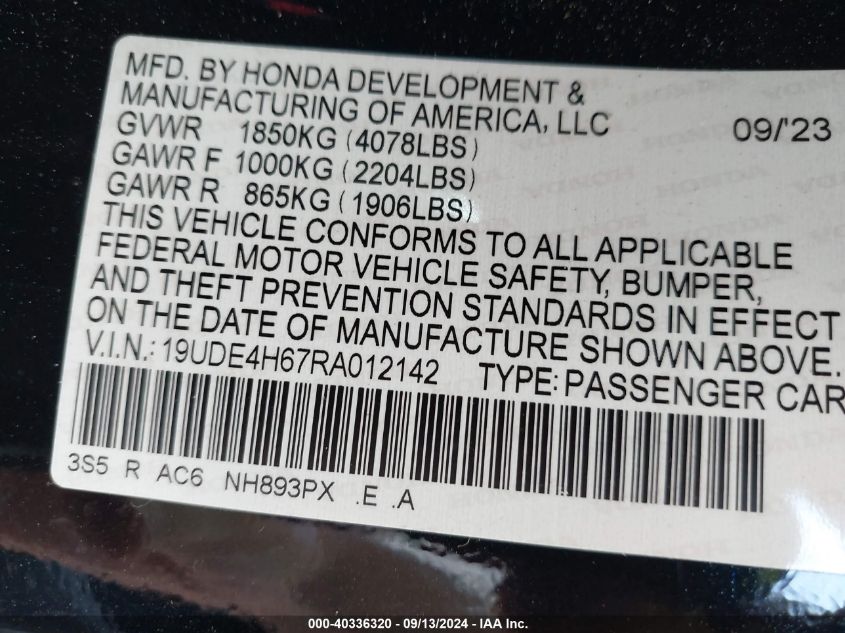 MFD. BY HONDA DEVELOPMENT &
MANUFACTURING OF AMERICA, LLC 09/'23
GVWR 1850KG (4078LBS)
GAWR F 1000KG (2204LBS)
GAWR R 865KG (1906LBS)
THIS VEHICLE CONFORMS TO ALL APPLICABLE
FEDERAL MOTOR VEHICLE SAFETY, BUMPER,
AND THEFT PREVENTION STANDARDS IN EFFECT
ON THE DATE OF MANUFACTURE SHOWN ABOVE.
V.I.N.: 19UDE4H67RA012142 TYPE: PASSENGER CAR
3S5 R AC6 NH893PX .E .A
000-40336320 - 09/13/2024 - IAA Inc.